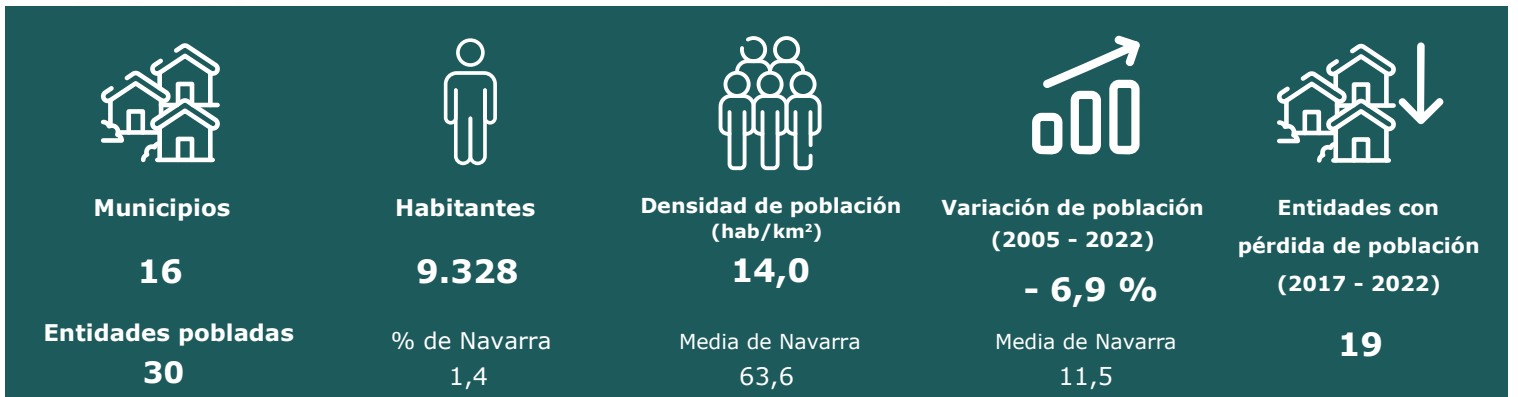 Municipios
16
Entidades pobladas
30
Habitantes
9.328
% de Navarra
1,4
Densidad de población
(hab/km²)
14,0
Media de Navarra
63,6
Variación de población
(2005 - 2022)
- 6,9 %
Media de Navarra
11,5
Entidades con
pérdida de población
(2017 - 2022)
19